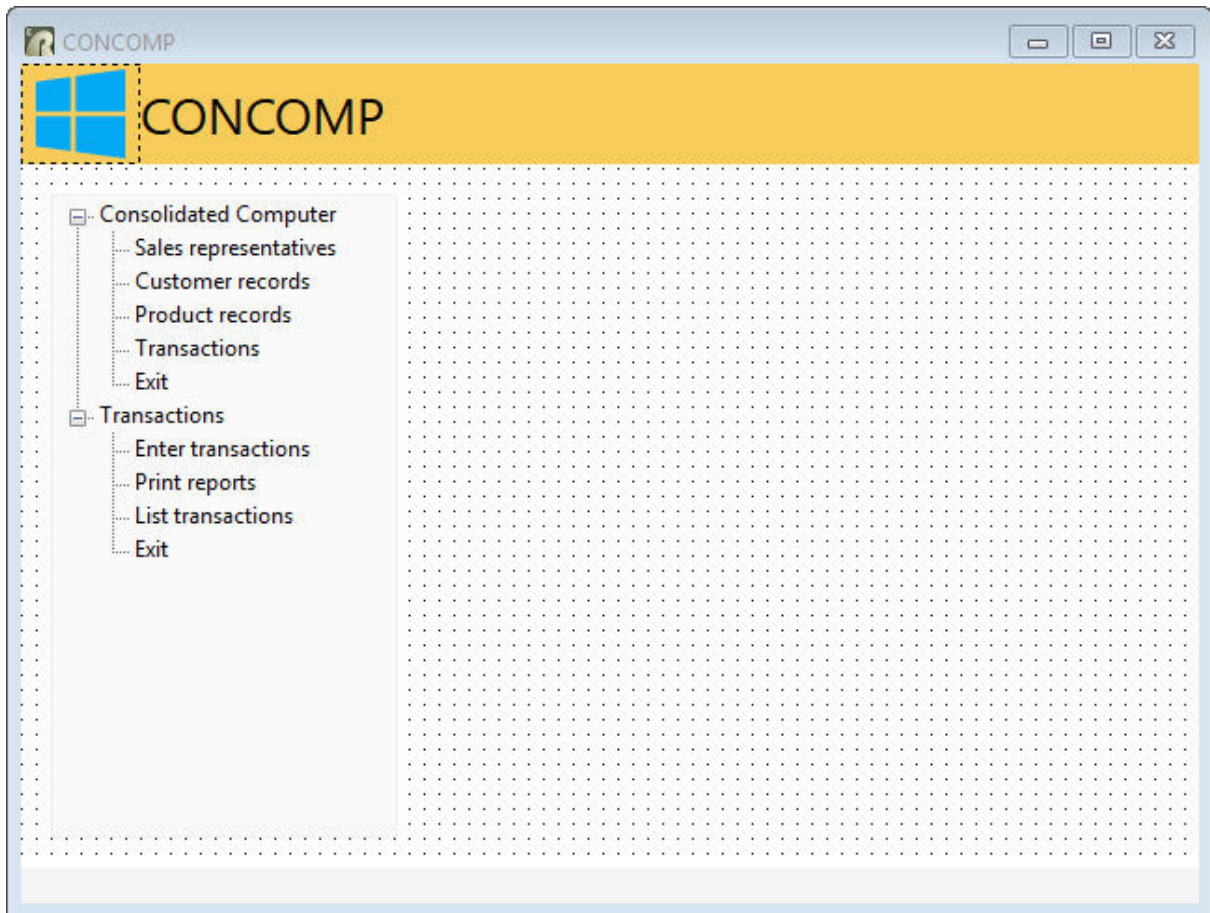 CONCOMP
CONCOMP
Consolidated Computer
Sales representatives
Customer records
Product records
Transactions
Exit
Transactions
Enter transactions
Print reports
List transactions
Exit